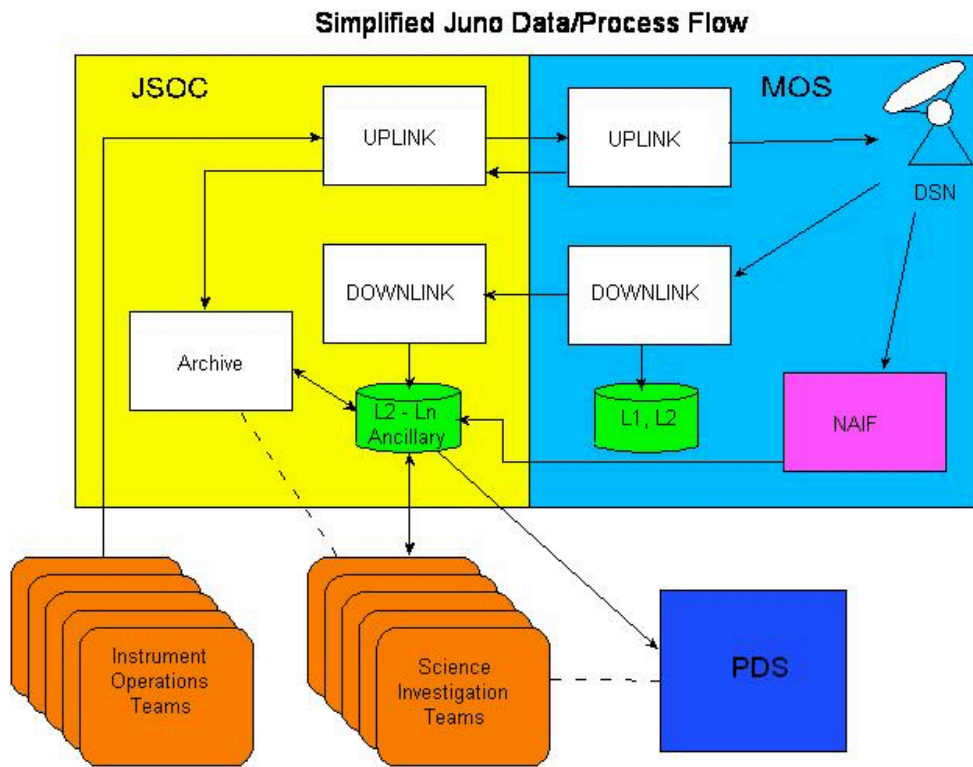 Simplified Juno Data/Process Flow
JSOC
MOS
UPLINK
UPLINK
DSN
DOWNLINK
DOWNLINK
Archive
L2 - Ln
Ancillary
L1, L2
NAIF
Instrument
Operations
Teams
Science
Investigation
Teams
PDS